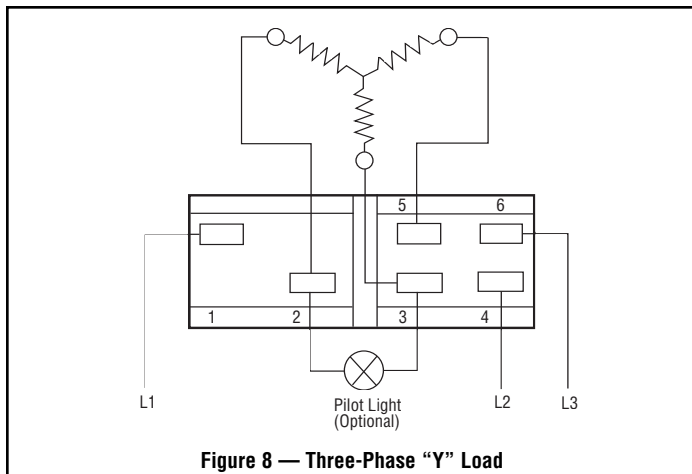 5 6
1 2 3 4
L1 Pilot Light L2 L3
(Optional)
Figure 8 — Three-Phase “Y” Load